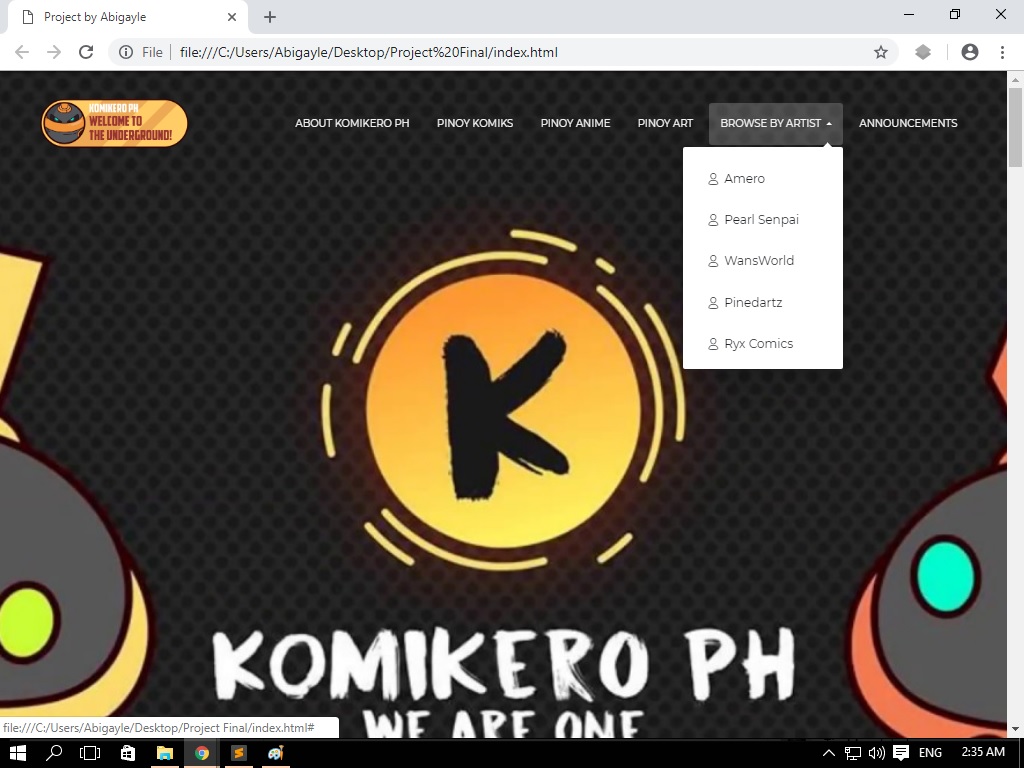 Project by Abigayle
File
file:///C:/Users/Abigayle/Desktop/Project%20Final/index.html
KOMIKERO PH
WELCOME TO
THE UNDERGROUND!
ABOUT KOMIKERO PH PINOY KOMIKS PINOY ANIME PINOY ART BROWSE BY ARTIST ANNOUNCEMENTS
Amero
Pearl Senpai
WansWorld
Pinedartz
Ryx Comics
K
KOMIKERO PH
WE ARE ONE
file:///C:/Users/Abigayle/Desktop/Project Final/index.html#
ENG 2:35 AM